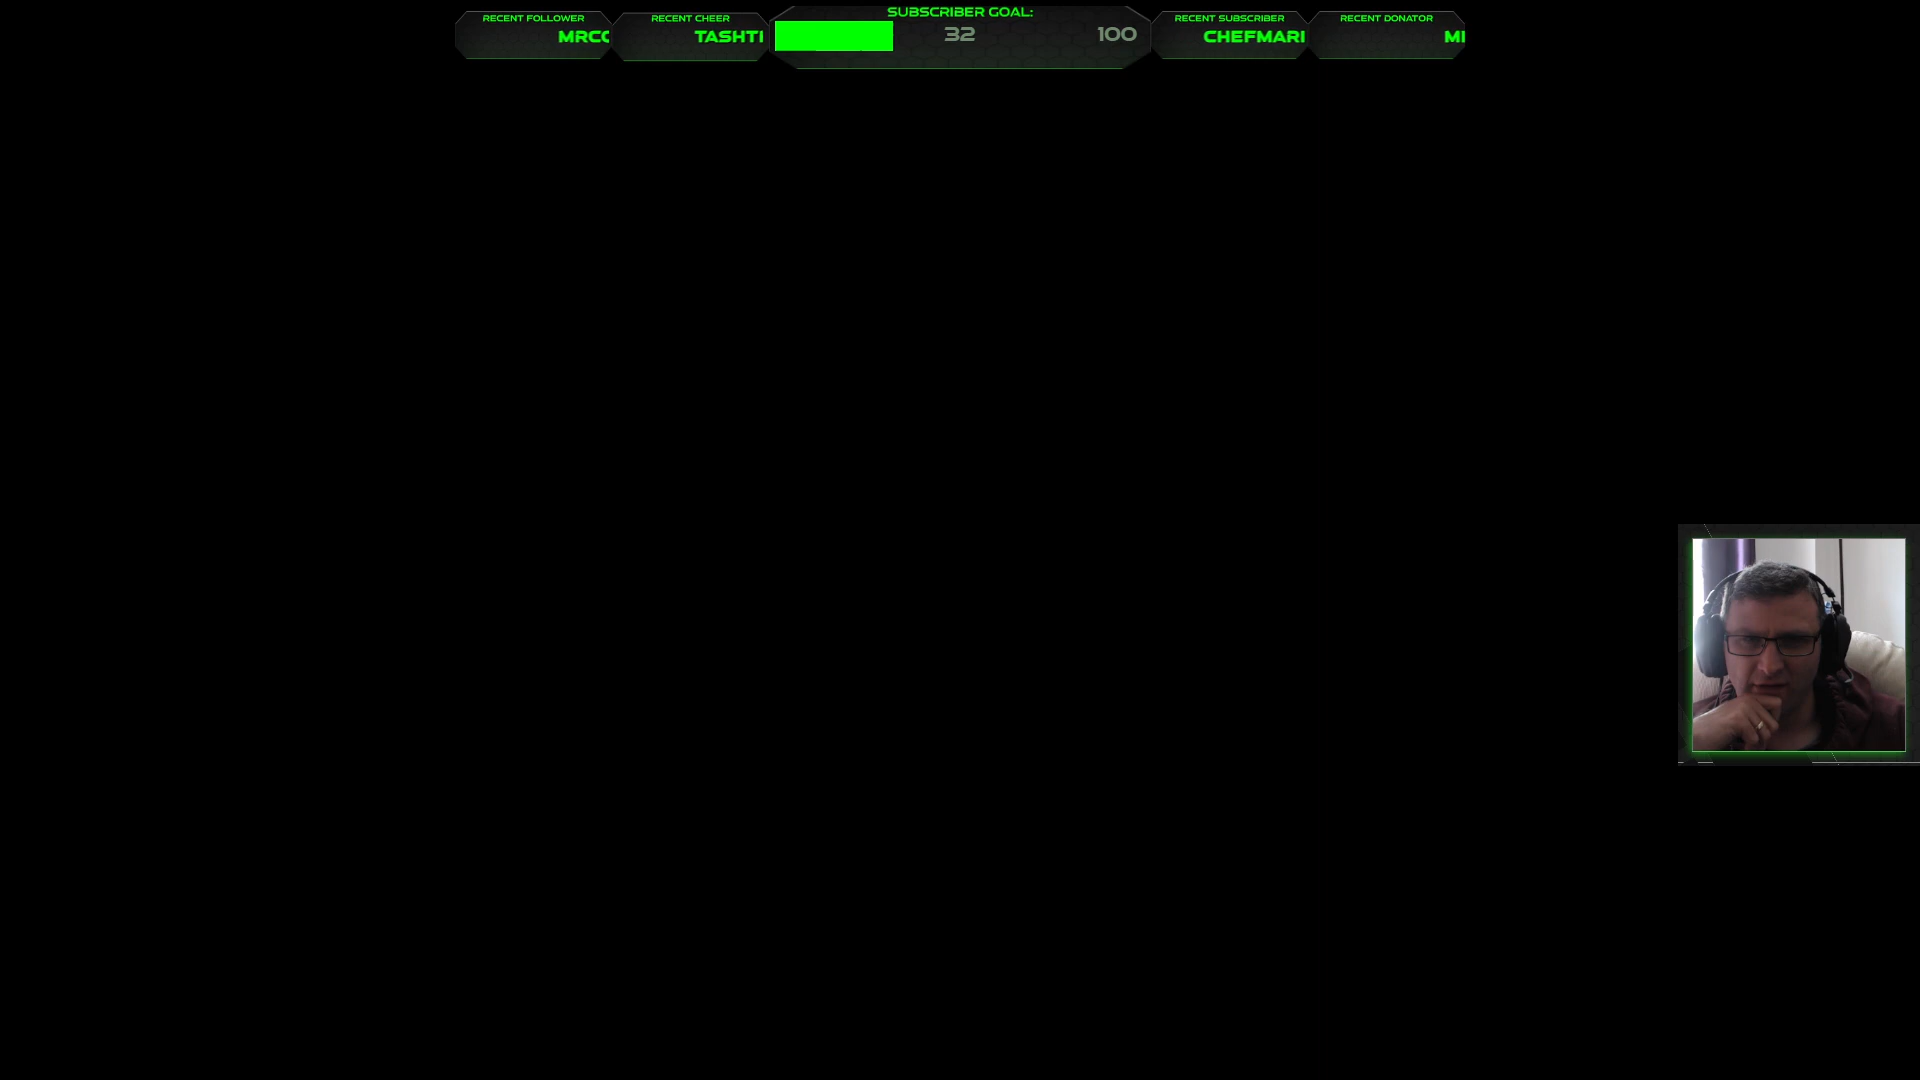 RECENT FOLLOWER
RECENT CHEER
SUBSCRIBER GOAL:
RECENT SUBSCRIBER
RECENT DONATOR
TASHTI
32
100
CHEFMARI
MRCC
MI